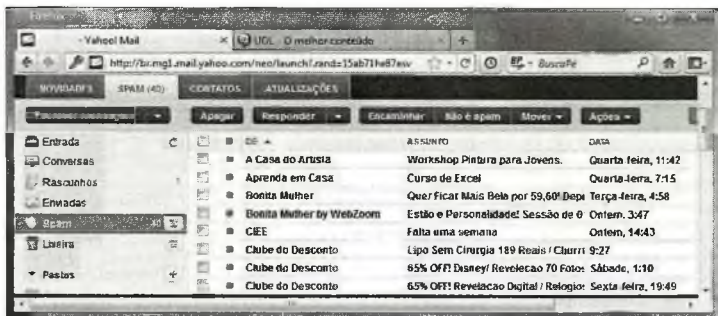 Firefox
- Yahoo! Mail
UOL - O melhor conteúdo
http://br.mg1.mail.yahoo.com/neo/launch?.rand=15ab71he87esv
BuscaPé
NOVIDADES SPAM (40) CONTATOS ATUALIZAÇÕES
Apagar Responder Encaminhar Não é spam Mover Ações
Entrada DE ASSUNTO DATA
Conversas A Casa do Artista Workshop Pintura para Jovens. Quarta-feira, 11:42
Rascunhos Aprenda em Casa Curso de Excel Quarta-feira, 7:15
Enviadas Bonita Mulher Quer Ficar Mais Bela por 59,60! Depi Terça-feira, 4:58
Spam Bonita Mulher by WebZoom Estilo e Personalidade! Sessão de Ontem, 3:47
Lixeira CIEE Falta uma semana Ontem, 14:43
Clube do Desconto Lipo Sem Cirurgia 189 Reais / Churr 9:27
Pastas Clube do Desconto 65% OFF! Disney/ Revelecao 70 Fotos Sábado, 1:10
Clube do Desconto 65% OFF! Revelacao Digital / Relogio: Sexta-feira, 19:49